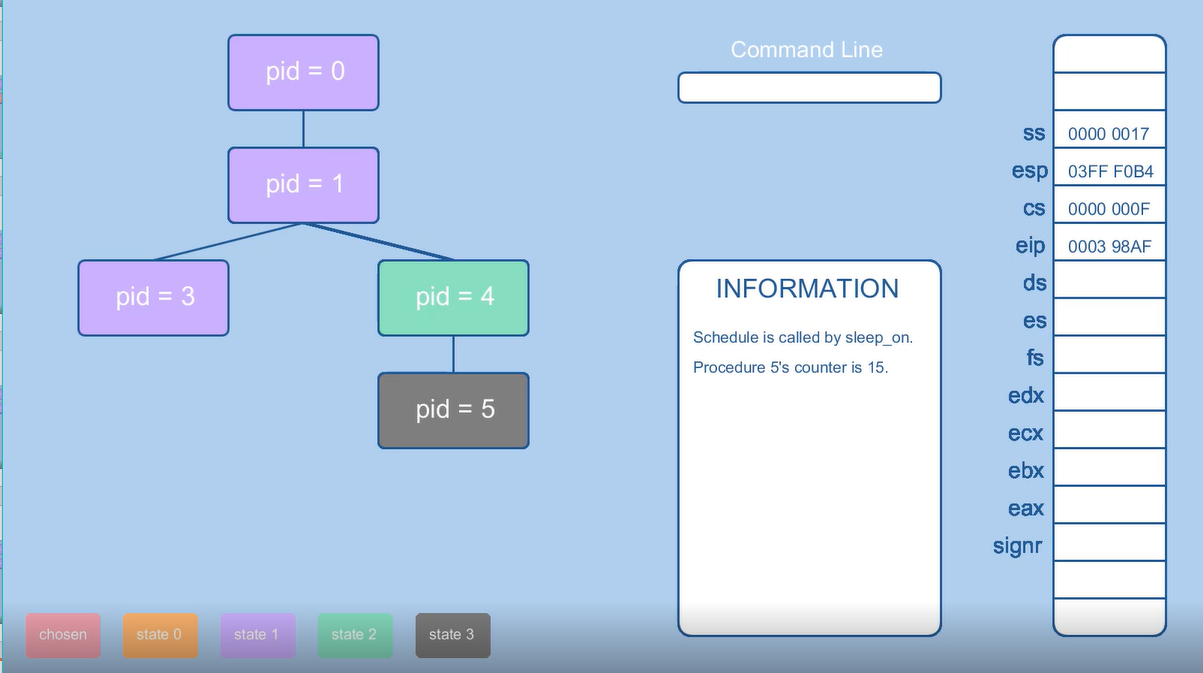 pid = 0
pid = 1
pid = 3
pid = 4
pid = 5
chosen
state 0
state 1
state 2
state 3
Command Line
INFORMATION
Schedule is called by sleep_on.
Procedure 5's counter is 15.
ss 0000 0017
esp 03FF F0B4
cs 0000 000F
eip 0003 98AF
ds
es
fs
edx
ecx
ebx
eax
signr